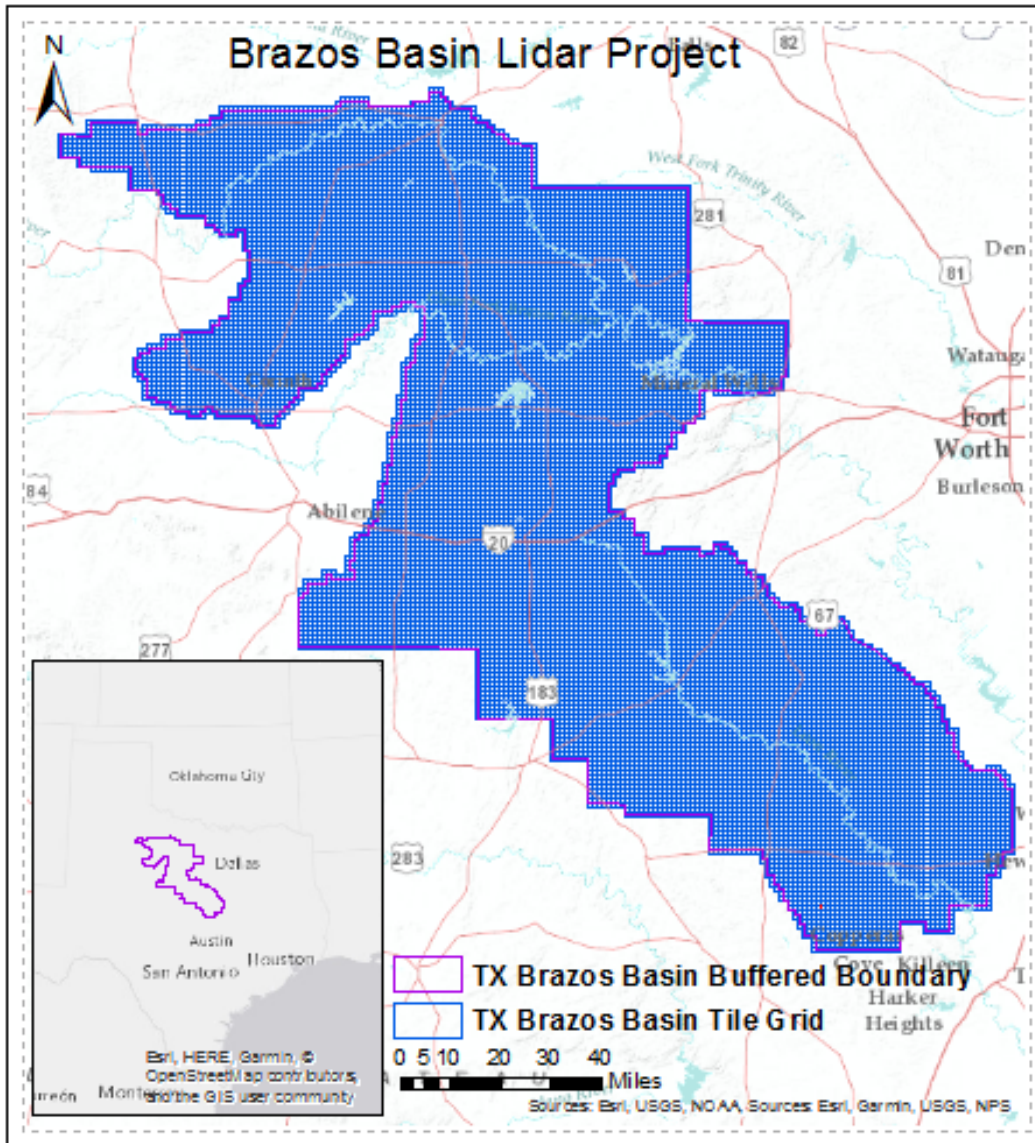 N
Brazos Basin Lidar Project
82
West Fork Trinity River
281
81
Den
Watauga
Mineral Wells
Fort
Worth
Burleson
84
Abilene
20
67
277
183
283
Cove
Killeen
Harker
Heights
Oklahoma City
Dallas
Austin
Houston
San Antonio
Esri, HERE, Garmin, ©
OpenStreetMap contributors,
and the GIS user community
TX Brazos Basin Buffered Boundary
TX Brazos Basin Tile Grid
0 5 10 20 30 40
Miles
Sources: Esri, USGS, NOAA, Sources: Esri, Garmin, USGS, NPS